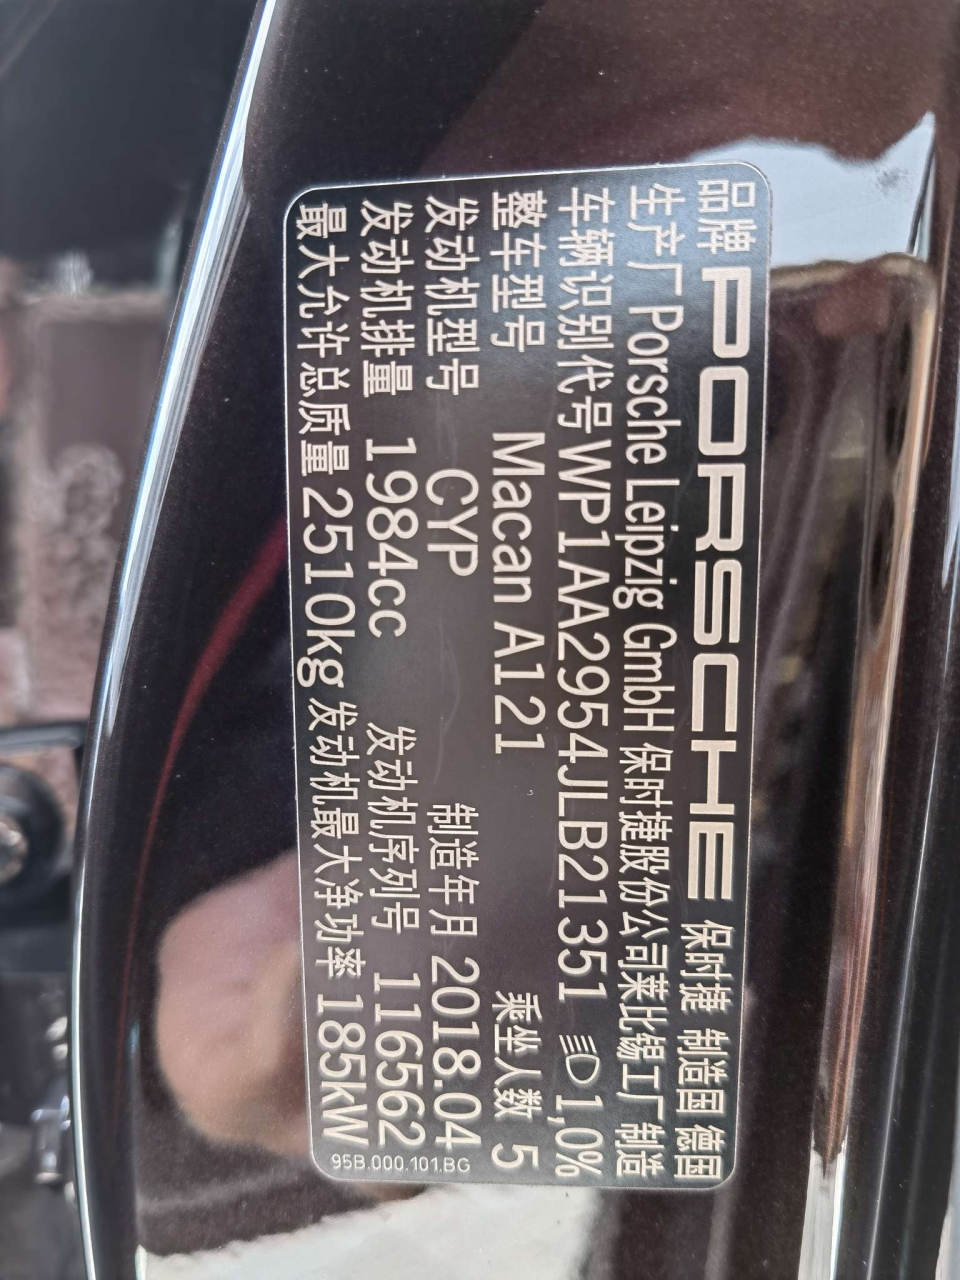 品牌 PORSCHE 保时捷 制造国 德国
生产厂 Porsche Leipzig GmbH 保时捷股份公司莱比锡工厂制造
车辆识别代号 WP1AA2954JLB21351 1,0%
整车型号 Macan A121 乘坐人数 5
发动机型号 CYP 制造年月 2018.04
发动机排量 1984cc 发动机序列号 116562
最大允许总质量 2510kg 发动机最大净功率 185kW
95B.000.101.BG